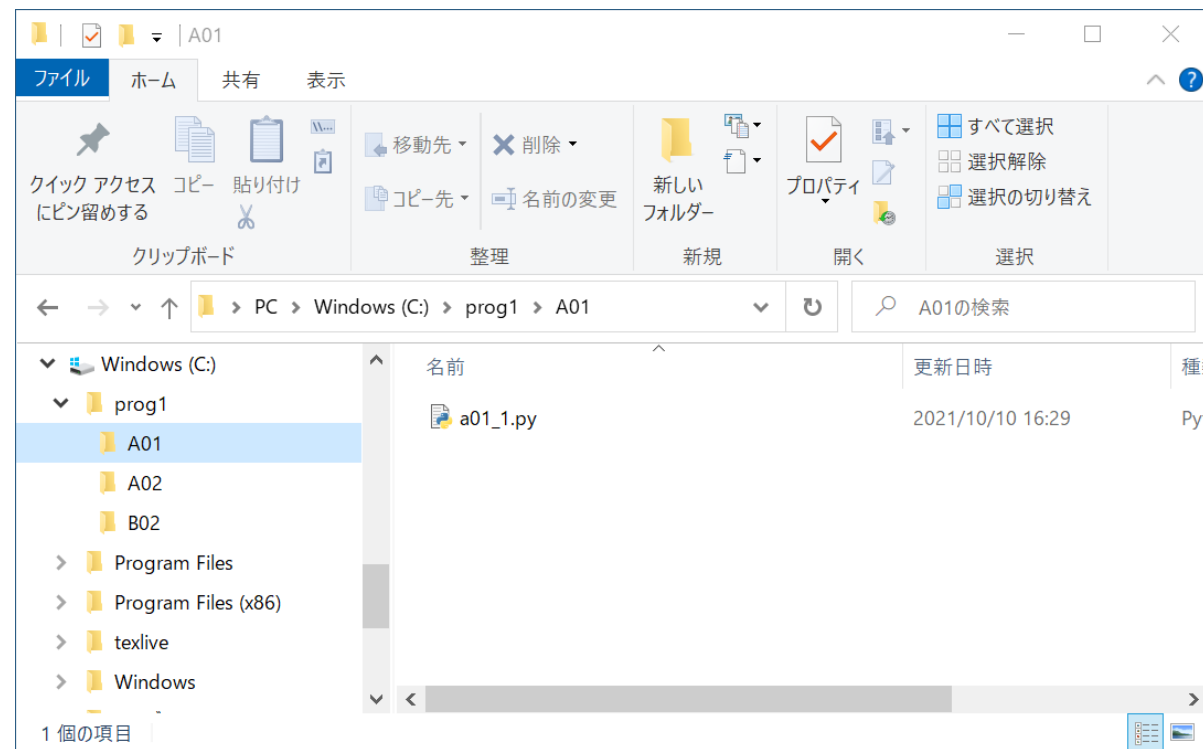 A01
ファイル ホーム 共有 表示
クイック アクセス
にピン留めする
コピー
貼り付け
移動先
コピー先
削除
名前の変更
新しい
フォルダー
プロパティ
すべて選択
選択解除
選択の切り替え
クリップボード 整理 新規 開く 選択
PC > Windows (C:) > prog1 > A01
A01の検索
Windows (C:)
prog1
A01
A02
B02
Program Files
Program Files (x86)
texlive
Windows
名前 更新日時 種
a01_1.py 2021/10/10 16:29 Py
1 個の項目